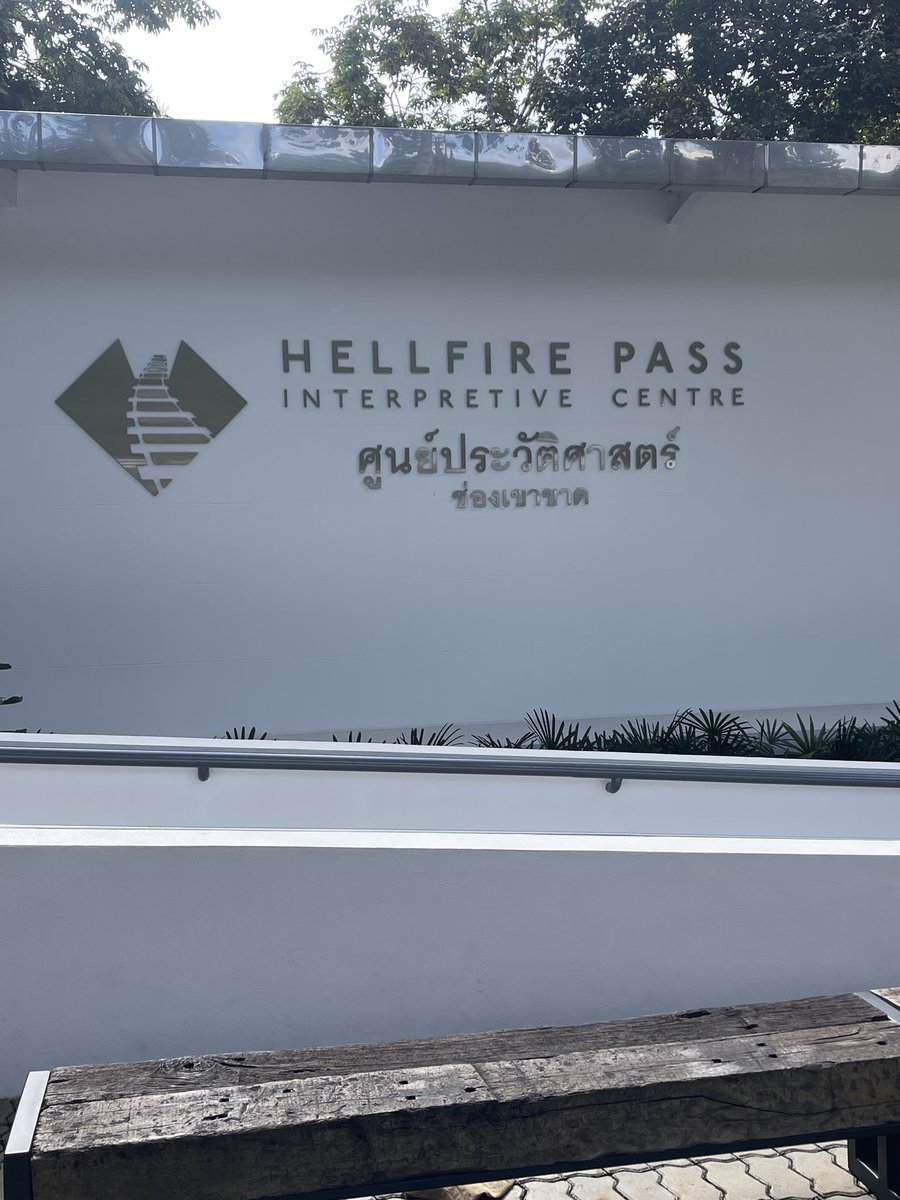 HELLFIRE PASS
INTERPRETIVE CENTRE
ศูนย์ประวัติศาสตร์
ช่องเขาขาด